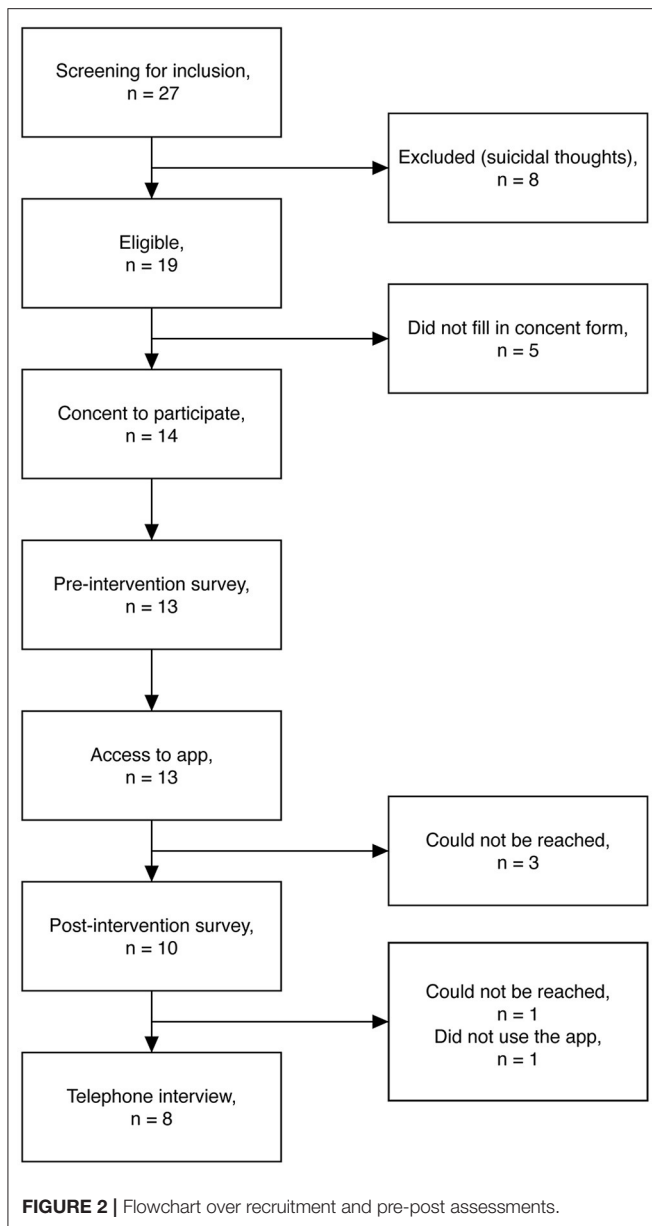 Screening for inclusion,
n = 27
Excluded (suicidal thoughts),
n = 8
Eligible,
n = 19
Did not fill in concent form,
n = 5
Concent to participate,
n = 14
Pre-intervention survey,
n = 13
Access to app,
n = 13
Could not be reached,
n = 3
Post-intervention survey,
n = 10
Could not be reached,
n = 1
Did not use the app,
n = 1
Telephone interview,
n = 8
FIGURE 2 | Flowchart over recruitment and pre-post assessments.